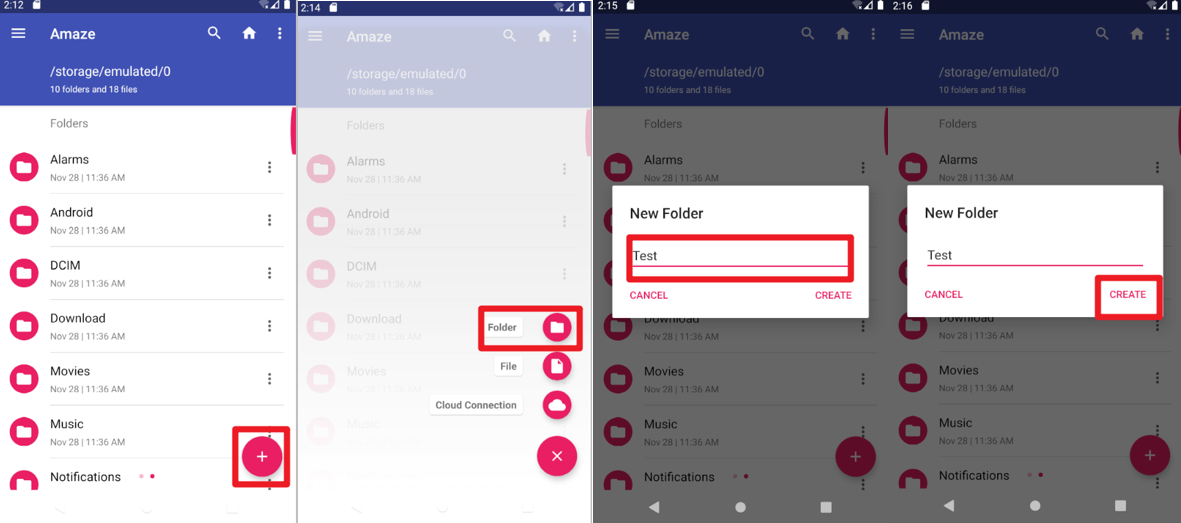 2:12
Amaze
/storage/emulated/0
10 folders and 18 files
Folders
Alarms
Nov 28 | 11:36 AM
Android
Nov 28 | 11:36 AM
DCIM
Nov 28 | 11:36 AM
Download
Nov 28 | 11:36 AM
Movies
Nov 28 | 11:36 AM
Music
Nov 28 | 11:36 AM
Notifications
2:14
Amaze
/storage/emulated/0
10 folders and 18 files
Folders
Alarms
Nov 28 | 11:36 AM
Android
Nov 28 | 11:36 AM
DCIM
Nov 28 | 11:36 AM
Download
Nov 28 | 11:36 AM
Folder
File
Movies
Nov 28 | 11:36 AM
Cloud Connection
Music
2:15
Amaze
/storage/emulated/0
10 folders and 18 files
Folders
Alarms
Nov 28 | 11:36 AM
New Folder
Test
CANCEL CREATE
Download
Nov 28 | 11:36 AM
Movies
Nov 28 | 11:36 AM
Music
Nov 28 | 11:36 AM
Notifications
2:16
Amaze
/storage/emulated/0
10 folders and 18 files
Folders
Alarms
Nov 28 | 11:36 AM
New Folder
Test
CANCEL CREATE
Download
Nov 28 | 11:36 AM
Movies
Nov 28 | 11:36 AM
Music
Nov 28 | 11:36 AM
Notifications